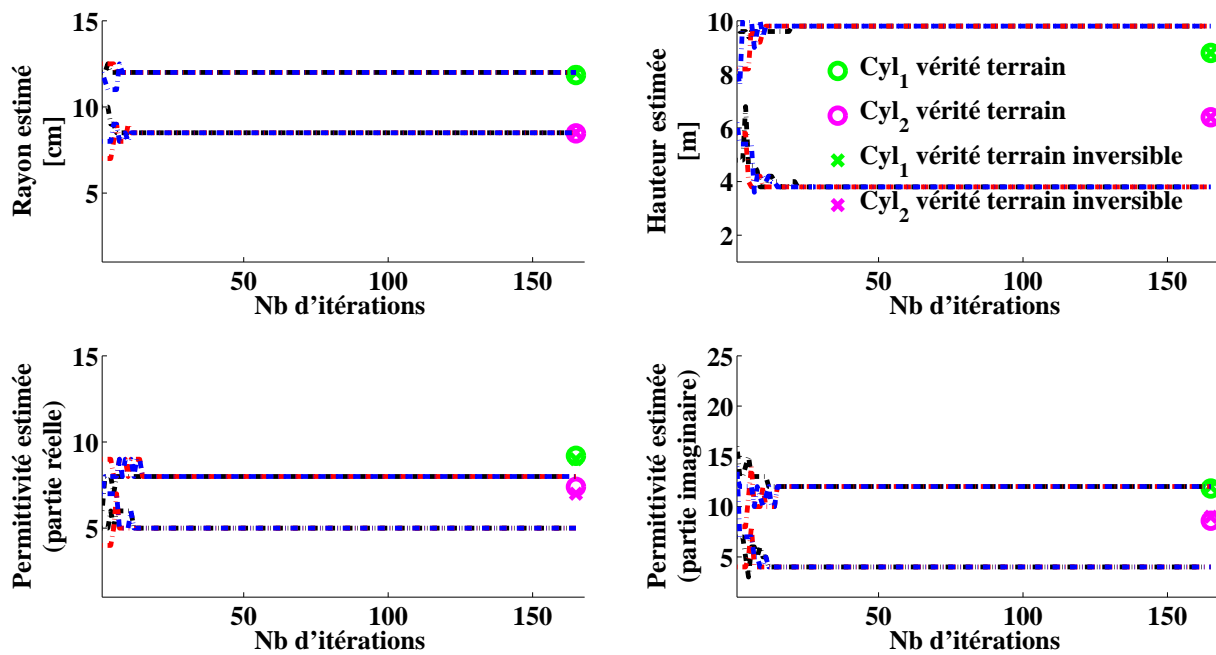 15
10
5
Rayon estimé
[cm]
50
100
150
Nb d'itérations
10
8
6
4
2
Hauteur estimée
[m]
Cyl1 vérité terrain
Cyl2 vérité terrain
Cyl1 vérité terrain inversible
Cyl2 vérité terrain inversible
50
100
150
Nb d'itérations
15
10
5
Permittivité estimée
(partie réelle)
50
100
150
Nb d'itérations
25
20
15
10
5
Permittivité estimée
(partie imaginaire)
50
100
150
Nb d'itérations